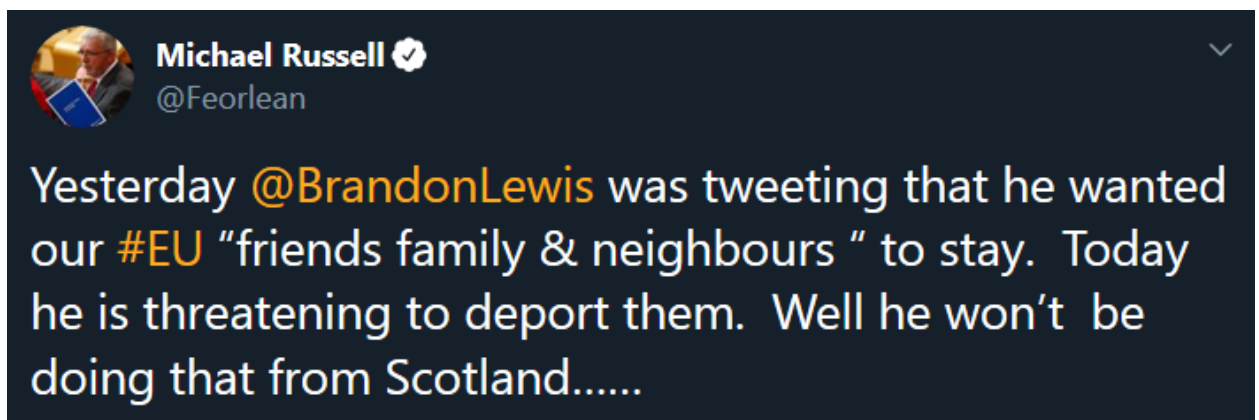 Michael Russell
@Feorlean
Yesterday @BrandonLewis was tweeting that he wanted
our #EU “friends family & neighbours “ to stay.  Today
he is threatening to deport them.  Well he won’t  be
doing that from Scotland......